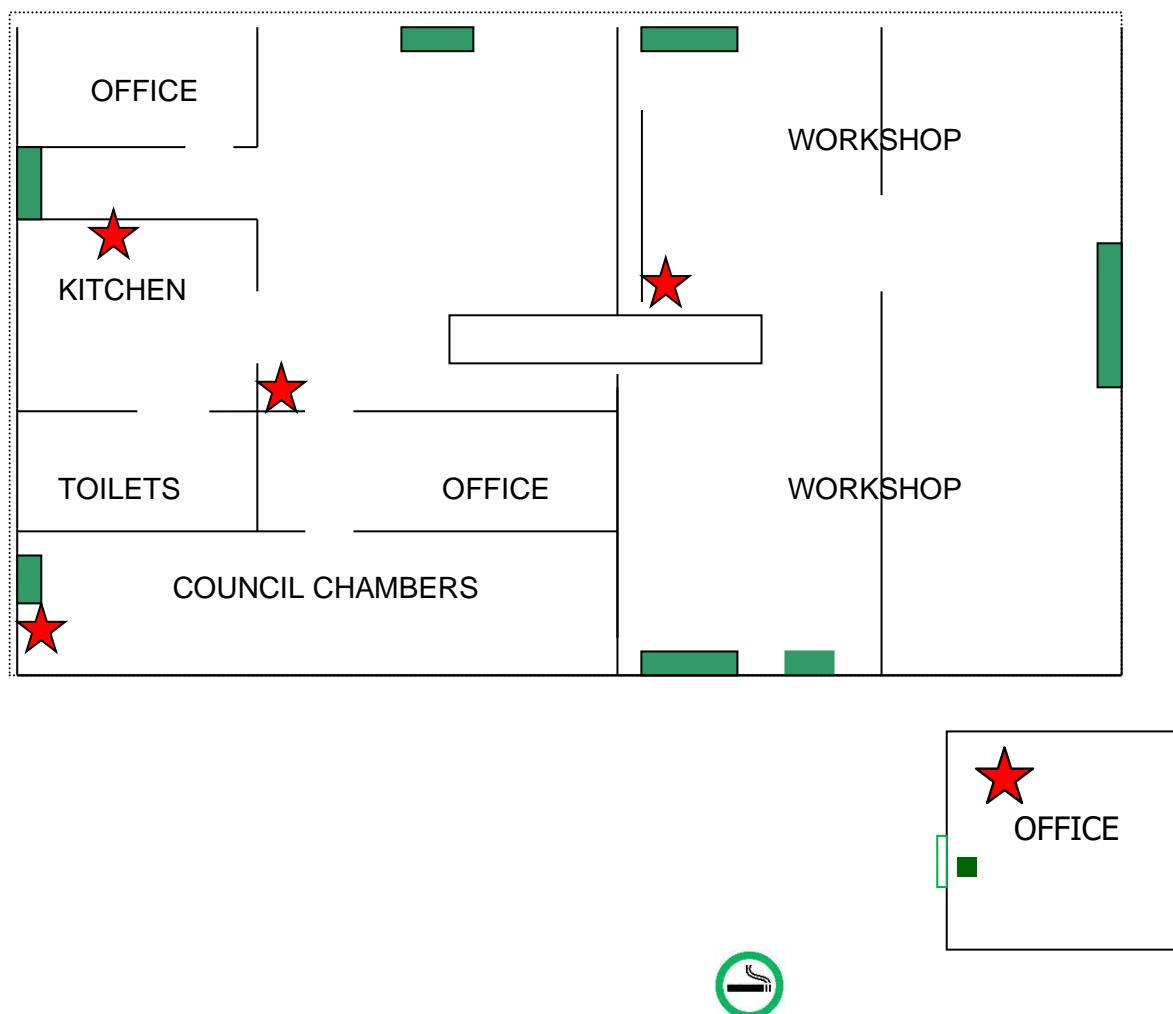 OFFICE
WORKSHOP
KITCHEN
TOILETS
OFFICE
WORKSHOP
COUNCIL CHAMBERS
OFFICE